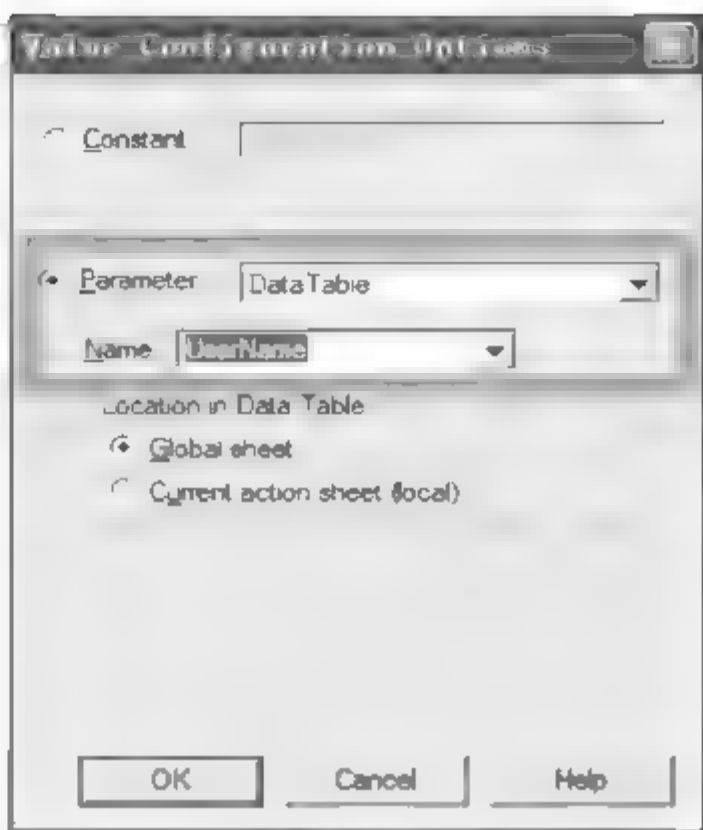 Value Configuration Options
Constant
Parameter DataTable
Name UserName
Location in Data Table
Global sheet
Current action sheet (local)
OK Cancel Help